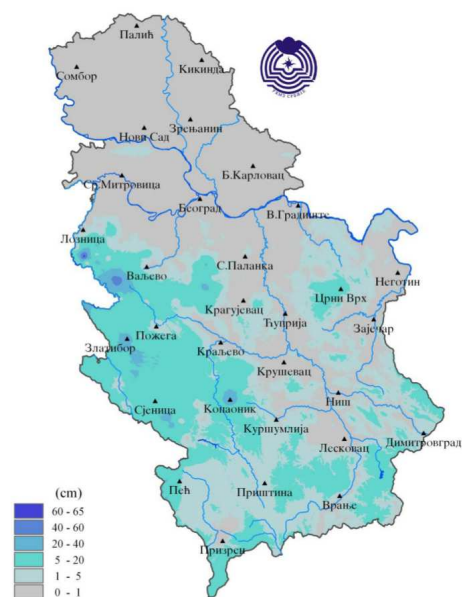 Палић
Кикинда
Сомбор
Зрењанин
Нови Сад
Б.Карловац
Ср.Митровица
Београд
В.Градиште
Лозница
С.Паланка
Ваљево
Неготин
Црни Врх
Крагујевац
Ћуприја
Зајечар
Пожега
Златибор
Краљево
Крушевац
Ниш
Сјеница
Копаоник
Куршумлија
Димитровград
Лесковац
Пећ
Приштина
Врање
Призрен
(cm)
60 - 65
40 - 60
20 - 40
5 - 20
1 - 5
0 - 1